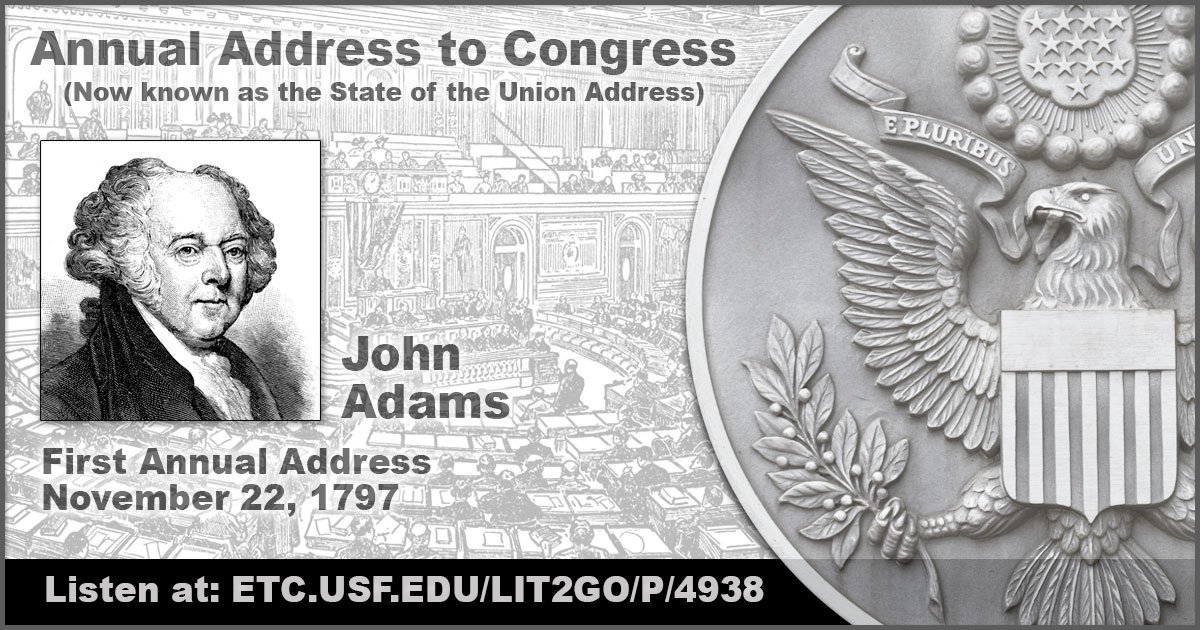 Annual Address to Congress
(Now known as the State of the Union Address)
E PLURIBUS
UN
John
Adams
First Annual Address
November 22, 1797
Listen at: ETC.USF.EDU/LIT2GO/P/4938